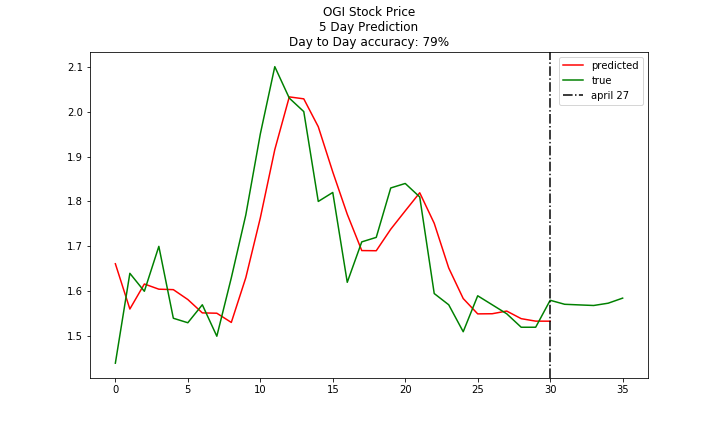 OGI Stock Price
5 Day Prediction
Day to Day accuracy: 79%
predicted
true
april 27
2.1
2.0
1.9
1.8
1.7
1.6
1.5
0 5 10 15 20 25 30 35